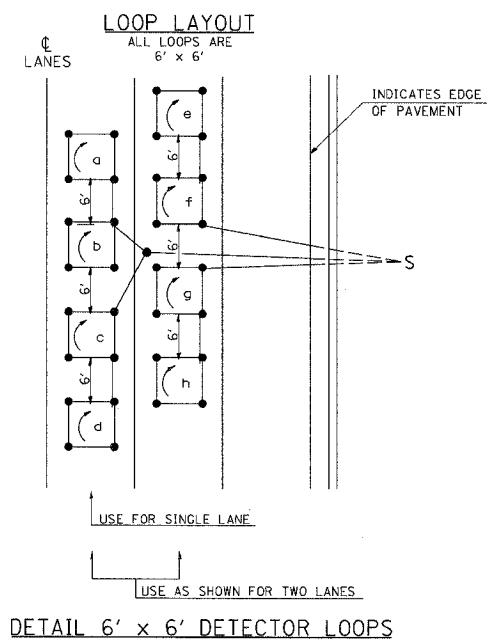 LOOP LAYOUT
ALL LOOPS ARE
6' x 6'
℄
LANES
INDICATES EDGE
OF PAVEMENT
e
a
6'
6'
f
b
6'
S
6'
g
c
6'
6'
h
d
USE FOR SINGLE LANE
USE AS SHOWN FOR TWO LANES
DETAIL 6' x 6' DETECTOR LOOPS